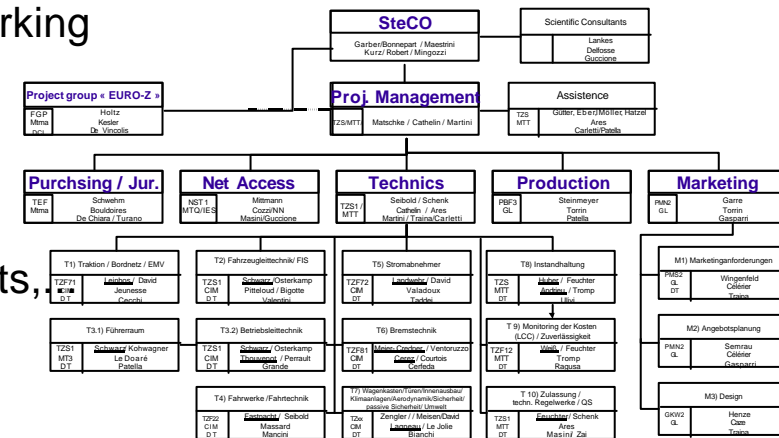 rking
SteCO
Garber/Bonnepart / Maestrini
Kurz/ Robert / Mingozzi
Scientific Consultants
Lankes
Delfosse
Guccione
Project group « EURO-Z »
FGP Holtz
Mtma Kesler
DCI De Vincolis
Proj. Management
TZS/MTT/ Matschke / Cathelin / Martini
Assistence
TZS Gütter, Eber,Möller, Hatzel
MTT Ares
Carletti/Patella
Purchsing / Jur.
TEF Schwehm
Mtma Bouldoires
De Chiara / Turano
Net Access
NST1 Mittmann
MTQ/IES Cozzi/NN
Masini/Guccione
Technics
TZS1 / Seibold / Schenk
MTT Cathelin / Ares
Martini / Traina/Carletti
Production
PBF3 Steinmeyer
GL Torrin
Patella
Marketing
PMN2 Garre
GL Torrin
Gasparri
ts,.
T1) Traktion / Bordnetz / EMV
TZF71 Leinhos / David
CIM Jeunesse
DT Cecchi
T2) Fahrzeugleittechnik/ FIS
TZS1 Schwarz /Osterkamp
CIM Pitteloud / Bigotte
DT Valentini
T5) Stromabnehmer
TZF72 Landwehr / David
CIM Valadoux
DT Taddei
T8) Instandhaltung
TZS Huber / Feuchter
MTT Andrieu / Tromp
DT Ulivi
M1) Marketinganforderungen
PMS2 Wingenfeld
GL Célérier
DT Traina
T3.1) Führerraum
TZS1 Schwarz/ Kohwagner
MT3 Le Doaré
DT Patella
T3.2) Betriebsleittechnik
TZS1 Schwarz / Osterkamp
CIM Thouvenot / Perrault
DT Grande
T6) Bremstechnik
TZF81 Meier-Credner / Ventoruzzo
CIM Cerez / Courtois
DT Cerfeda
T 9) Monitoring der Kosten
(LCC) / Zuverlässigkeit
TZF12 Weiß / Feuchter
MTT Tromp
DT Ragusa
M2) Angebotsplanung
PMN2 Semrau
GL Célérier
Gasparri
T4) Fahrwerke /Fahrtechnik
TZF22 Fastnacht / Seibold
CIM Massard
DT Mancini
T7) Wagenkasten/Türen/Innenausbau/
Klimaanlagen/Aerodynamik/Sicherheit/
passive Sicherheit/ Umwelt
TZxx Zengler / / Meisen/David
CIM Lagneau / Le Jolie
DT Bianchi
T 10) Zulassung /
techn. Regelwerke / QS
TZS1 Feuchter/ Schenk
MTT Ares
DT Masini/ Zai
M3) Design
GKW2 Henze
GL Caze
Traina